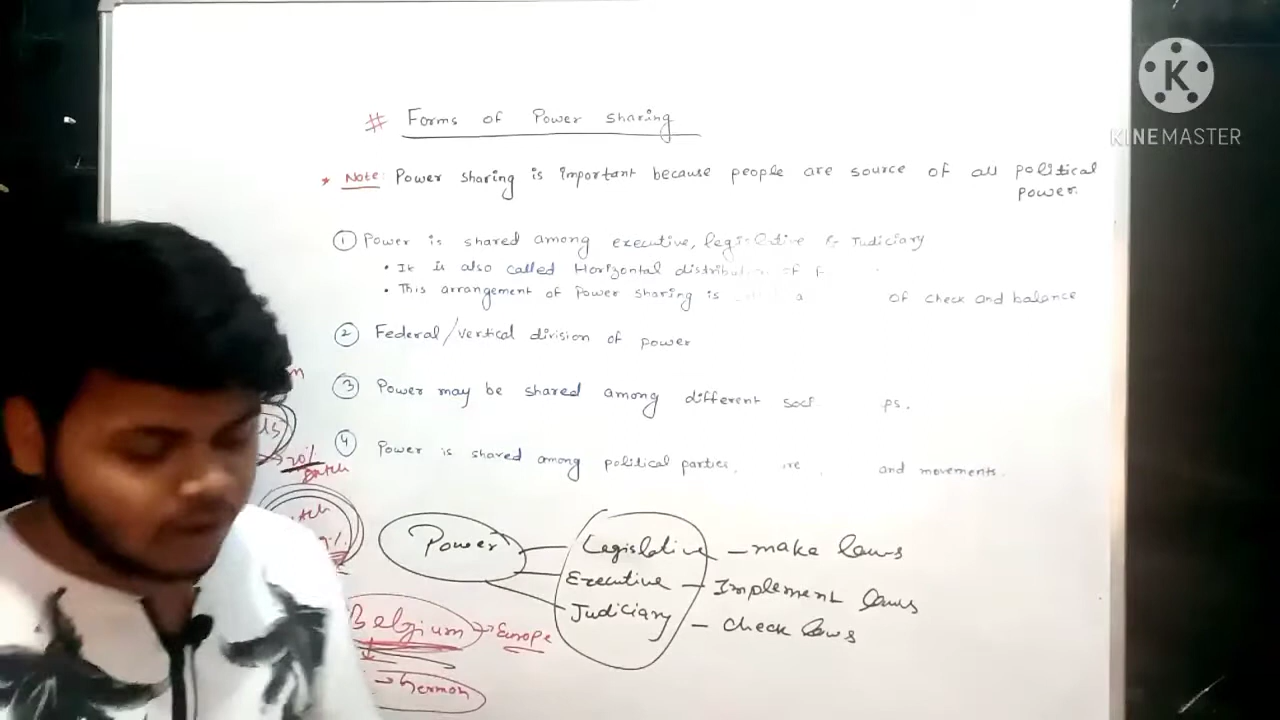 # Forms of Power sharing
* Note: Power sharing is important because people are source of all political power.
① Power is shared among executive, legislative & Judiciary
• It is also called Horizontal distribution of
• This arrangement of Power sharing is of check and balance
② Federal/vertical division of power
③ Power may be shared among different
④ Power is shared among political parties, and movements.
20%
Dutch
Power
Legislative - make laws
Executive - Implement laws
Judiciary - check laws
Belgium → Europe
→ German
K
KINEMASTER